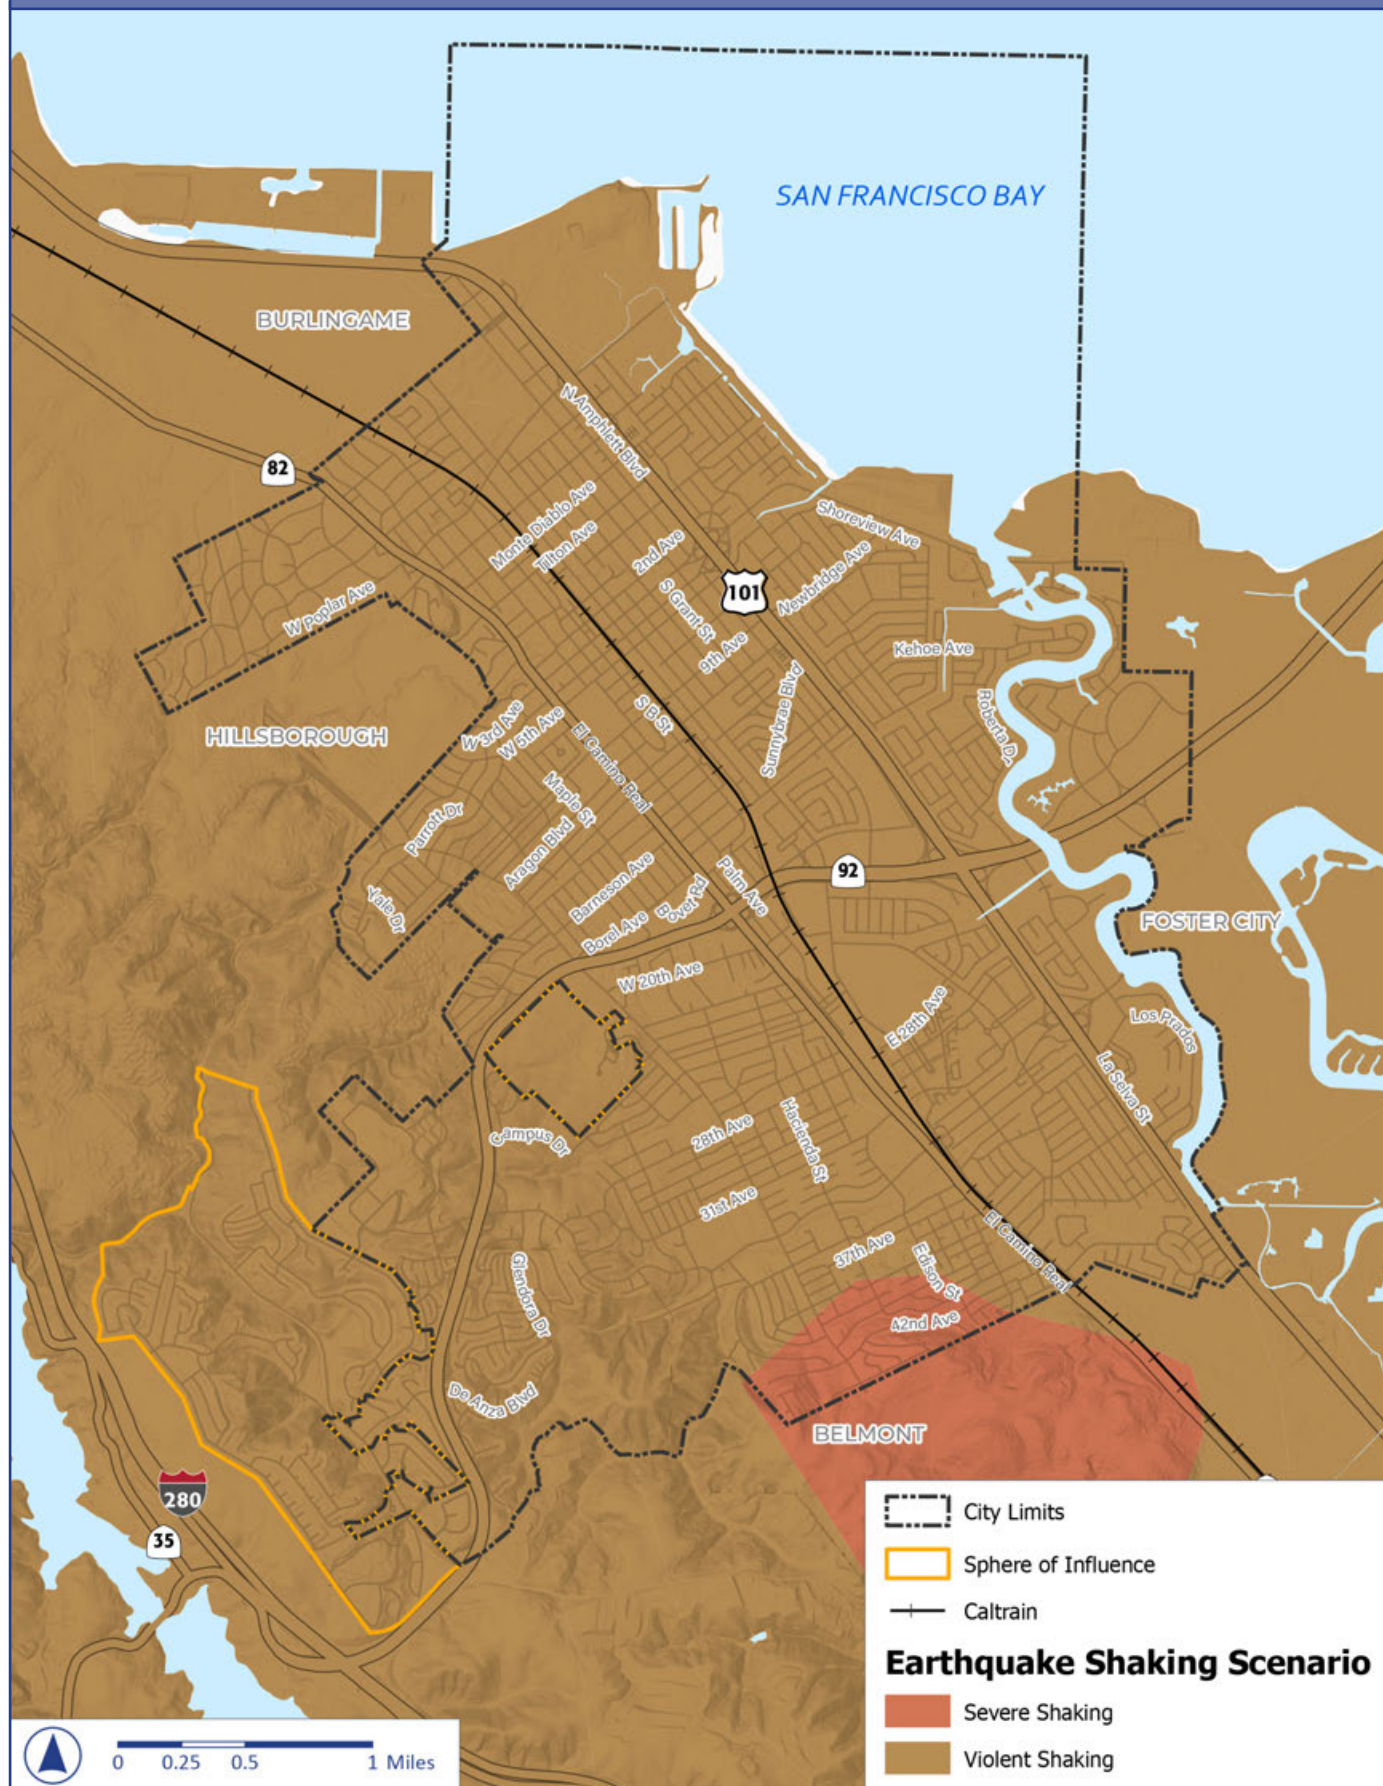 SAN FRANCISCO BAY
BURLINGAME
N Amphlett Blvd
82
Monte Diablo Ave
Tilton Ave
Shoreview Ave
2nd Ave
101
Newbridge Ave
S Grant St
W Poplar Ave
9th Ave
Kehoe Ave
Sunnybrae Blvd
S B St
Roberta Dr
HILLSBOROUGH
W 3rd Ave
W 5th Ave
El Camino Real
Maple St
Parrott Dr
Aragon Blvd
Barneson Ave
Palm Ave
92
Yale Dr
Borel Ave
FOSTER CITY
W 20th Ave
E 28th Ave
Los Prados
La Selva St
Campus Dr
28th Ave
Hacienda St
31st Ave
El Camino Real
37th Ave
Edison St
Glendora Dr
42nd Ave
De Anza Blvd
BELMONT
280
35
City Limits
Sphere of Influence
Caltrain
Earthquake Shaking Scenario
Severe Shaking
Violent Shaking
0 0.25 0.5 1 Miles